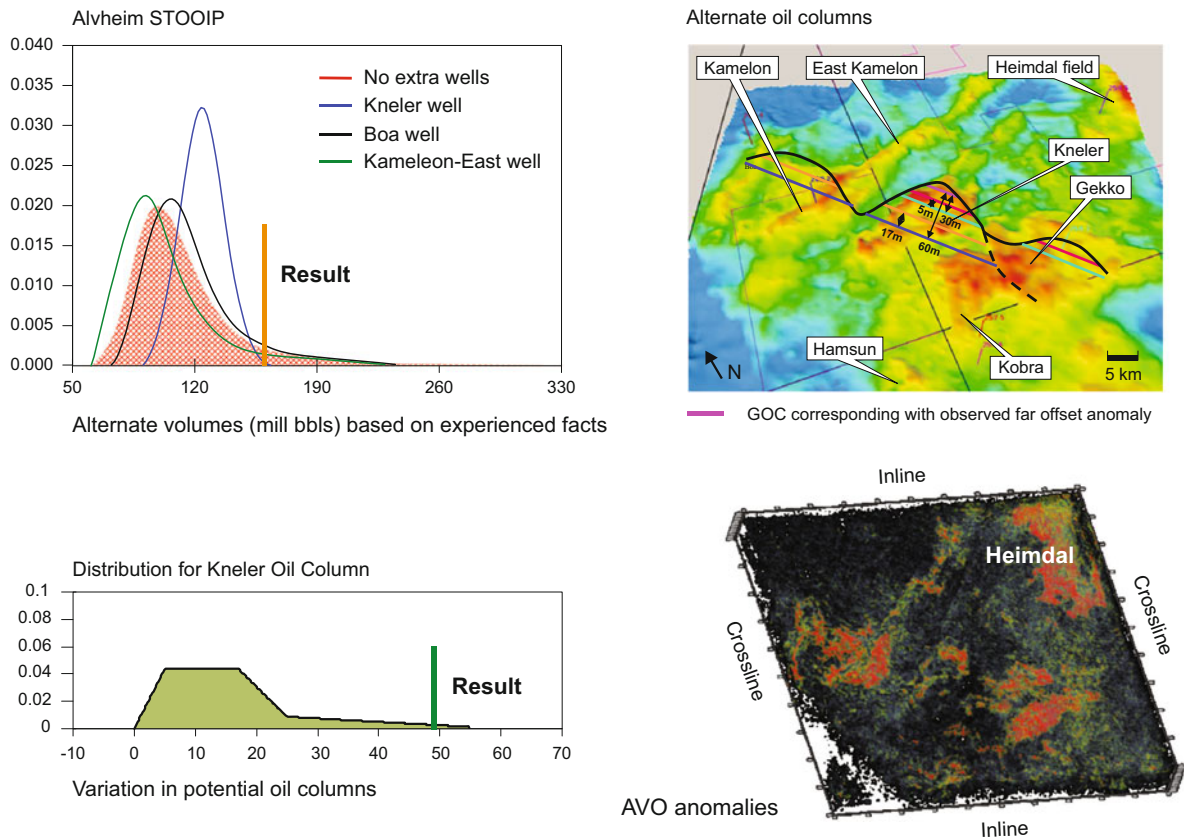 Alvheim STOOIP
0.040
0.035
0.030
0.025
0.020
0.015
0.010
0.005
0.000
50
120
190
260
330
No extra wells
Kneler well
Boa well
Kameleon-East well
Result
Alternate volumes (mill bbls) based on experienced facts
Alternate oil columns
Kamelon
East Kamelon
Heimdal field
Kneler
Gekko
5m
30m
17m
60m
Hamsun
Kobra
N
5 km
GOC corresponding with observed far offset anomaly
Distribution for Kneler Oil Column
0.1
0.08
0.06
0.04
0.02
0
-10
0
10
20
30
40
50
60
70
Result
Variation in potential oil columns
Inline
Heimdal
Crossline
Crossline
AVO anomalies
Inline